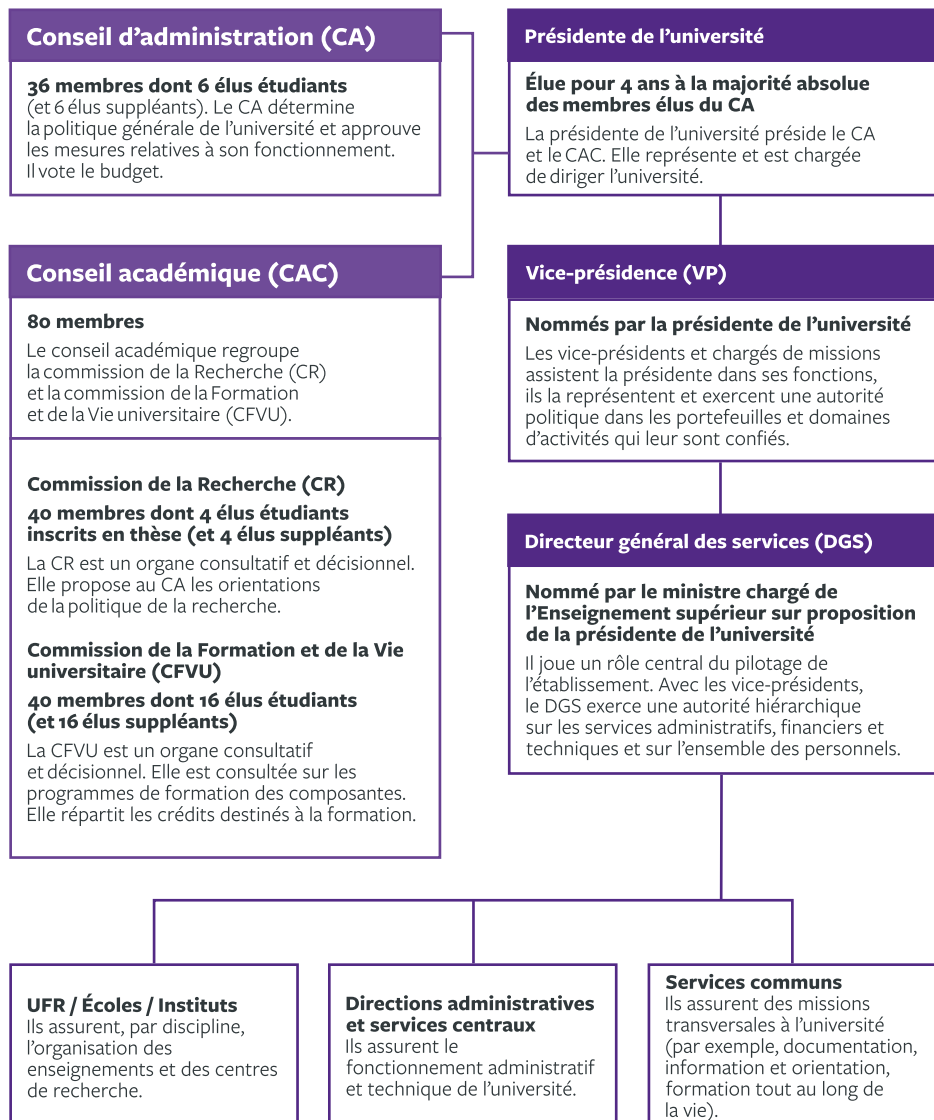 Conseil d’administration (CA)
36 membres dont 6 élus étudiants
(et 6 élus suppléants). Le CA détermine
la politique générale de l’université et approuve
les mesures relatives à son fonctionnement.
Il vote le budget.
Présidente de l’université
Élue pour 4 ans à la majorité absolue
des membres élus du CA
La présidente de l’université préside le CA
et le CAC. Elle représente et est chargée
de diriger l’université.
Conseil académique (CAC)
80 membres
Le conseil académique regroupe
la commission de la Recherche (CR)
et la commission de la Formation
et de la Vie universitaire (CFVU).
Commission de la Recherche (CR)
40 membres dont 4 élus étudiants
inscrits en thèse (et 4 élus suppléants)
La CR est un organe consultatif et décisionnel.
Elle propose au CA les orientations
de la politique de la recherche.
Commission de la Formation et de la Vie
universitaire (CFVU)
40 membres dont 16 élus étudiants
(et 16 élus suppléants)
La CFVU est un organe consultatif
et décisionnel. Elle est consultée sur les
programmes de formation des composantes.
Elle répartit les crédits destinés à la formation.
Vice-présidence (VP)
Nommés par la présidente de l’université
Les vice-présidents et chargés de missions
assistent la présidente dans ses fonctions,
ils la représentent et exercent une autorité
politique dans les portefeuilles et domaines
d’activités qui leur sont confiés.
Directeur général des services (DGS)
Nommé par le ministre chargé de
l’Enseignement supérieur sur proposition
de la présidente de l’université
Il joue un rôle central du pilotage de
l’établissement. Avec les vice-présidents,
le DGS exerce une autorité hiérarchique
sur les services administratifs, financiers et
techniques et sur l’ensemble des personnels.
UFR / Écoles / Instituts
Ils assurent, par discipline,
l’organisation des
enseignements et des centres
de recherche.
Directions administratives
et services centraux
Ils assurent le
fonctionnement administratif
et technique de l’université.
Services communs
Ils assurent des missions
transversales à l’université
(par exemple, documentation,
information et orientation,
formation tout au long de
la vie).